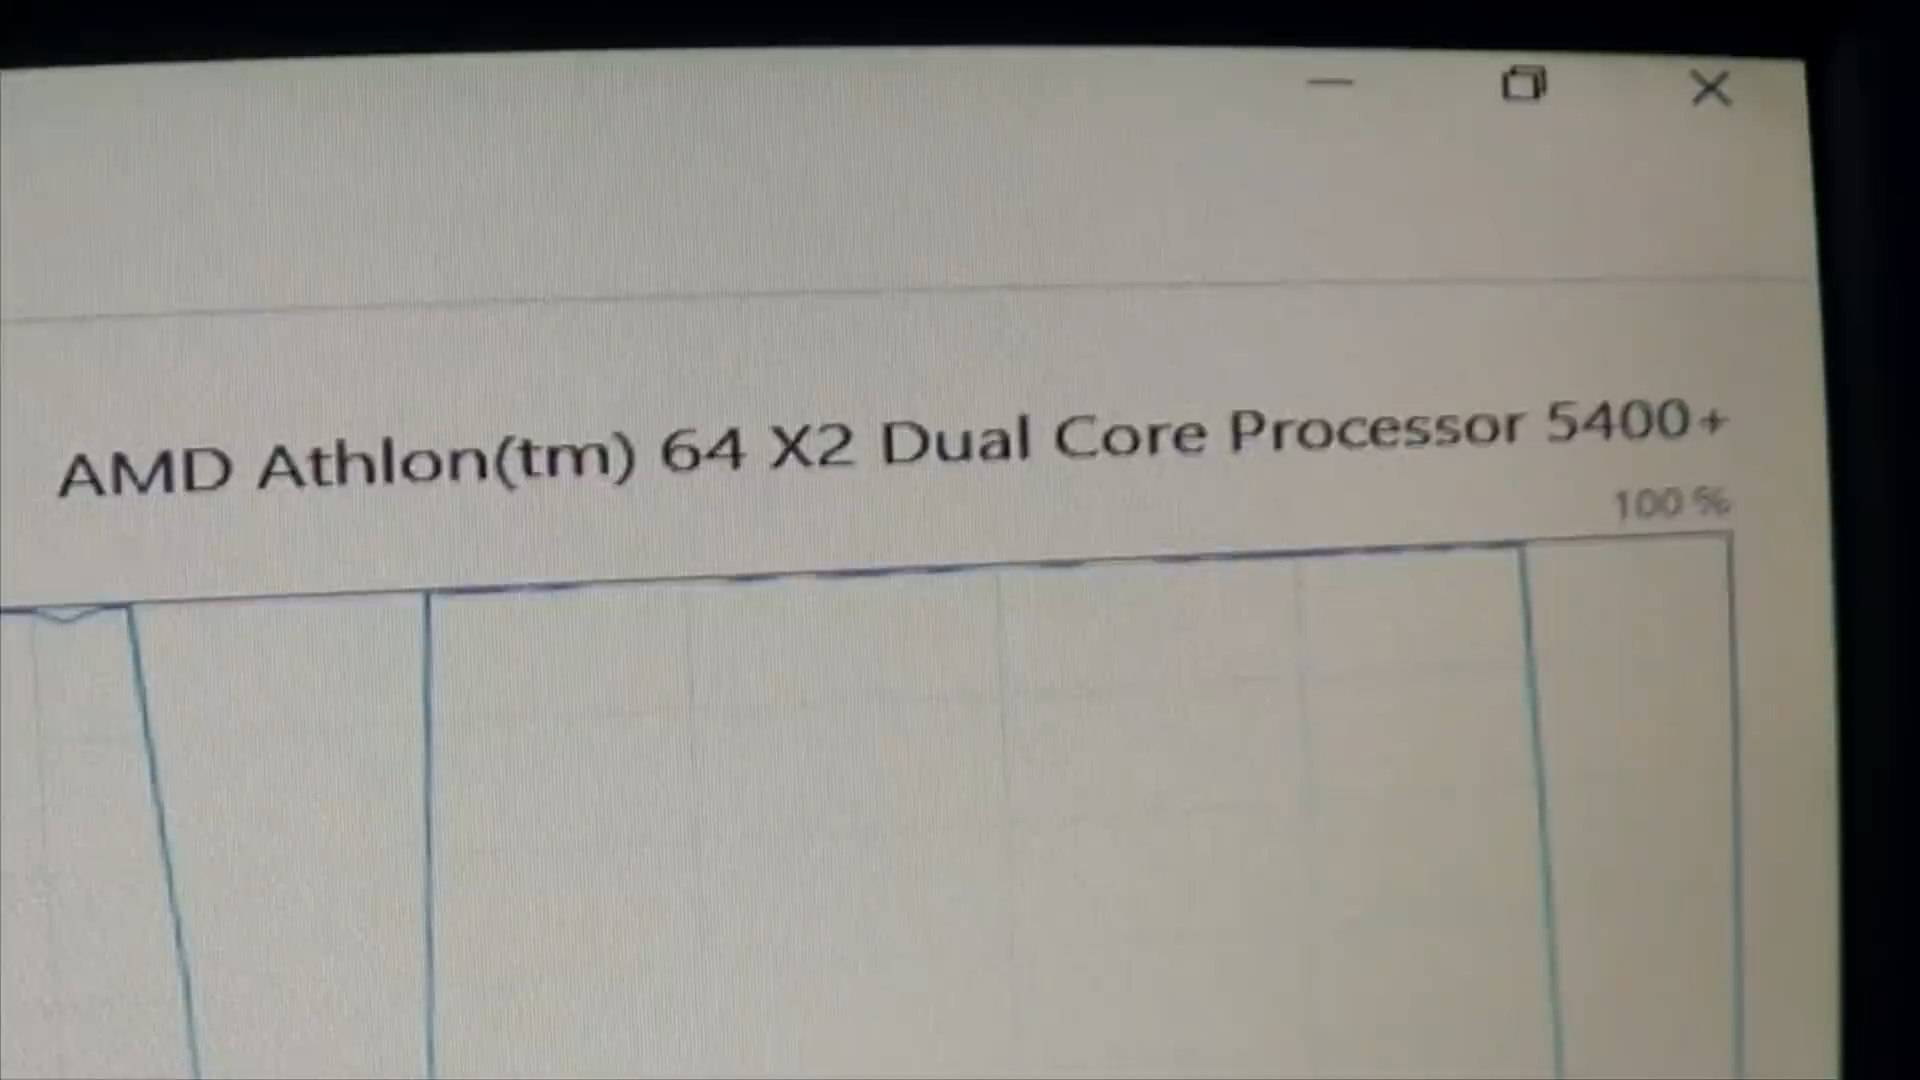 AMD Athlon(tm) 64 X2 Dual Core Processor 5400+
100 %